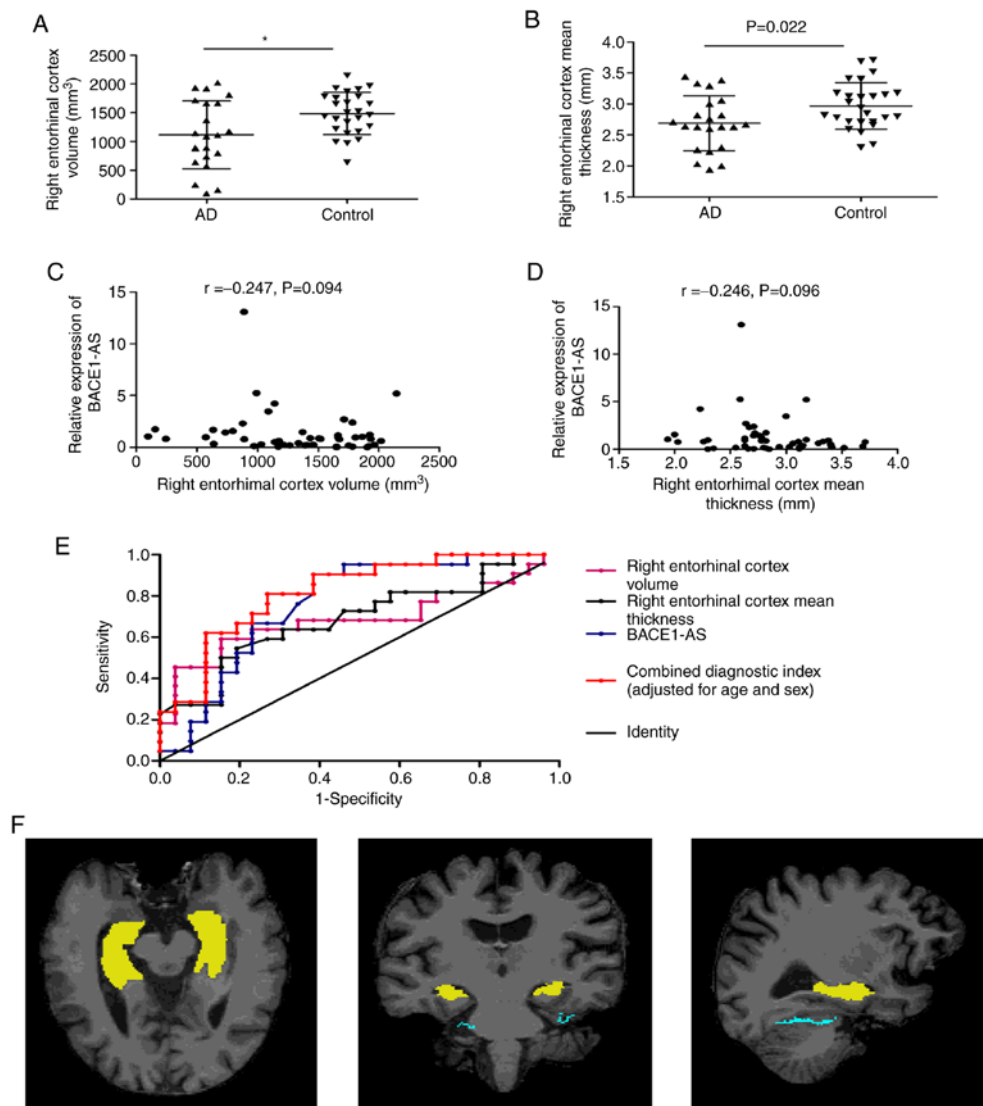 A
*
Right entorhinal cortex
volume (mm³)
2500
2000
1500
1000
500
0
AD
Control
B
P=0.022
Right entorhinal cortex mean
thickness (mm)
4.0
3.5
3.0
2.5
2.0
1.5
AD
Control
C
r =−0.247, P=0.094
Relative expression of
BACE1-AS
15
10
5
0
0
500
1000
1500
2000
2500
Right entorhimal cortex volume (mm³)
D
r=−0.246, P=0.096
Relative expression of
BACE1-AS
15
10
5
0
1.5
2.0
2.5
3.0
3.5
4.0
Right entorhimal cortex mean
thickness (mm)
E
Sensitivity
1.0
0.8
0.6
0.4
0.2
0.0
0.0
0.2
0.4
0.6
0.8
1.0
1-Specificity
Right entorhinal cortex
volume
Right entorhinal cortex mean
thickness
BACE1-AS
Combined diagnostic index
(adjusted for age and sex)
Identity
F